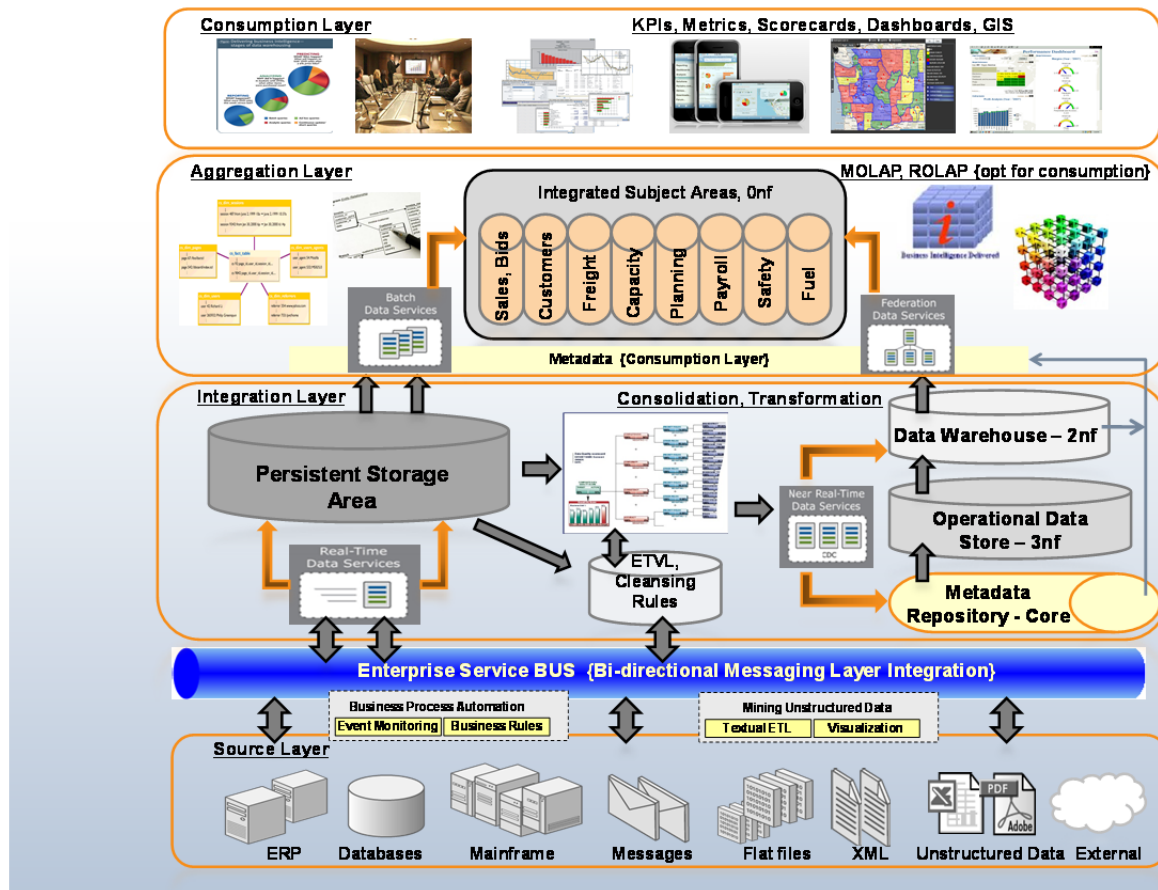 Consumption Layer
KPIs, Metrics, Scorecards, Dashboards, GIS
Aggregation Layer
MOLAP, ROLAP {opt for consumption}
Integrated Subject Areas, 0nf
Sales, Bids
Customers
Freight
Capacity
Planning
Payroll
Safety
Fuel
Business Intelligence Delivered
Batch
Data Services
Federation
Data Services
Metadata {Consumption Layer}
Integration Layer
Consolidation, Transformation
Persistent Storage
Area
Data Warehouse – 2nf
Near Real-Time
Data Services
CDC
Operational Data
Store – 3nf
Real-Time
Data Services
ETVL,
Cleansing
Rules
Metadata
Repository - Core
Enterprise Service BUS {Bi-directional Messaging Layer Integration}
Business Process Automation
Event Monitoring
Business Rules
Mining Unstructured Data
Textual ETL
Visualization
Source Layer
PDF
Adobe
ERP
Databases
Mainframe
Messages
Flat files
XML
Unstructured Data
External